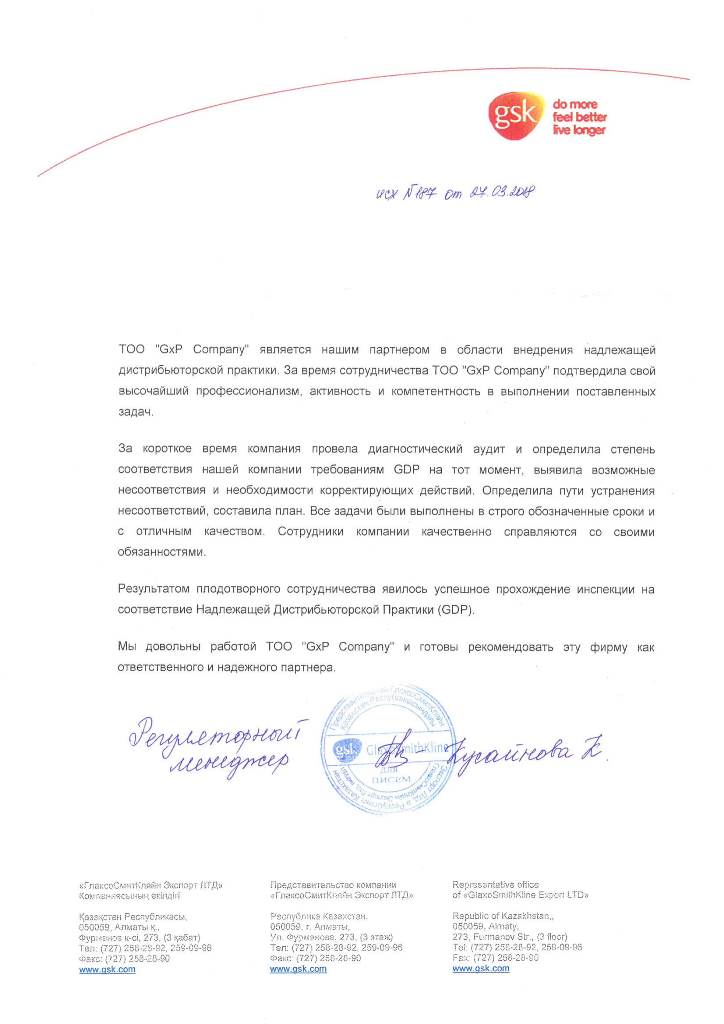 gsk
do more
feel better
live longer
исх №187 от 27.03.2018
ТОО "GxP Company" является нашим партнером в области внедрения надлежащей
дистрибьюторской практики. За время сотрудничества ТОО "GxP Company" подтвердила свой
высочайший профессионализм, активность и компетентность в выполнении поставленных
задач.
За короткое время компания провела диагностический аудит и определила степень
соответствия нашей компании требованиям GDP на тот момент, выявила возможные
несоответствия и необходимости корректирующих действий. Определила пути устранения
несоответствий, составила план. Все задачи были выполнены в строго обозначенные сроки и
с отличным качеством. Сотрудники компании качественно справляются со своими
обязанностями.
Результатом плодотворного сотрудничества явилось успешное прохождение инспекции на
соответствие Надлежащей Дистрибьюторской Практики (GDP).
Мы довольны работой ТОО "GxP Company" и готовы рекомендовать эту фирму как
ответственного и надежного партнера.
Регуляторный
менеджер
gsk GlaxoSmithKline
для
писем
Кусайнова К.
«ГлаксоСмитКляйн Экспорт ЛТД»
Компаниясының өкілдігі
Қазақстан Республикасы,
050059, Алматы қ.,
Фурманов к-сі, 273, (3 қабат)
Тел: (727) 258-28-92, 259-09-96
Факс: (727) 258-28-90
www.gsk.com
Представительство компании
«ГлаксоСмитКляйн Экспорт ЛТД»
Республика Казахстан,
050059, г. Алматы,
Ул. Фурманова, 273, (3 этаж)
Тел: (727) 258-28-92, 259-09-96
Факс: (727) 258-28-90
www.gsk.com
Representative office
of «GlaxoSmithKline Export LTD»
Republic of Kazakhstan,,
050059, Almaty,
273, Furmanov Str., (3 floor)
Tel: (727) 258-28-92, 259-09-96
Fax: (727) 258-28-90
www.gsk.com